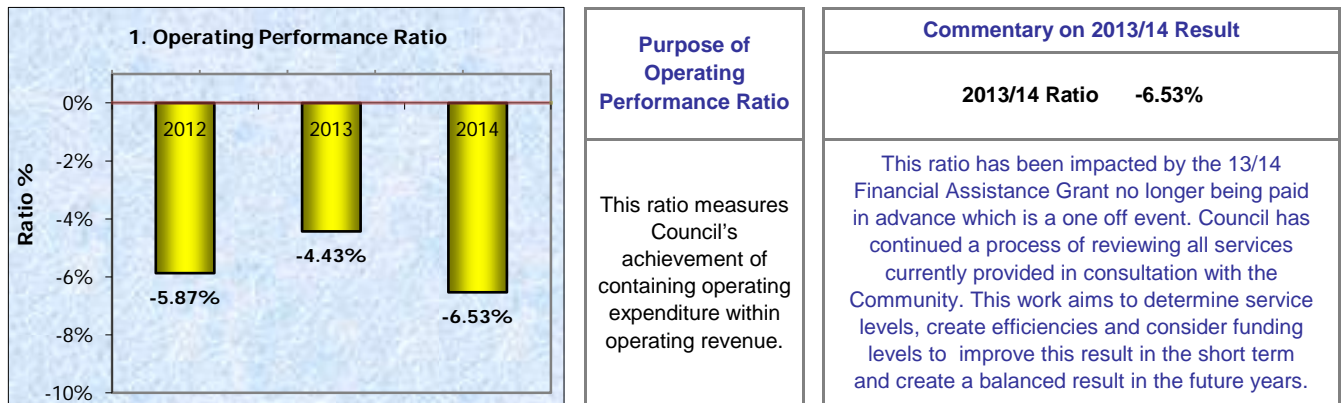 1. Operating Performance Ratio
Ratio %
0%
-2%
-4%
-6%
-8%
-10%
2012
2013
2014
-5.87%
-4.43%
-6.53%
Purpose of
Operating
Performance Ratio
This ratio measures
Council's
achievement of
containing operating
expenditure within
operating revenue.
Commentary on 2013/14 Result
2013/14 Ratio -6.53%
This ratio has been impacted by the 13/14
Financial Assistance Grant no longer being paid
in advance which is a one off event. Council has
continued a process of reviewing all services
currently provided in consultation with the
Community. This work aims to determine service
levels, create efficiencies and consider funding
levels to improve this result in the short term
and create a balanced result in the future years.